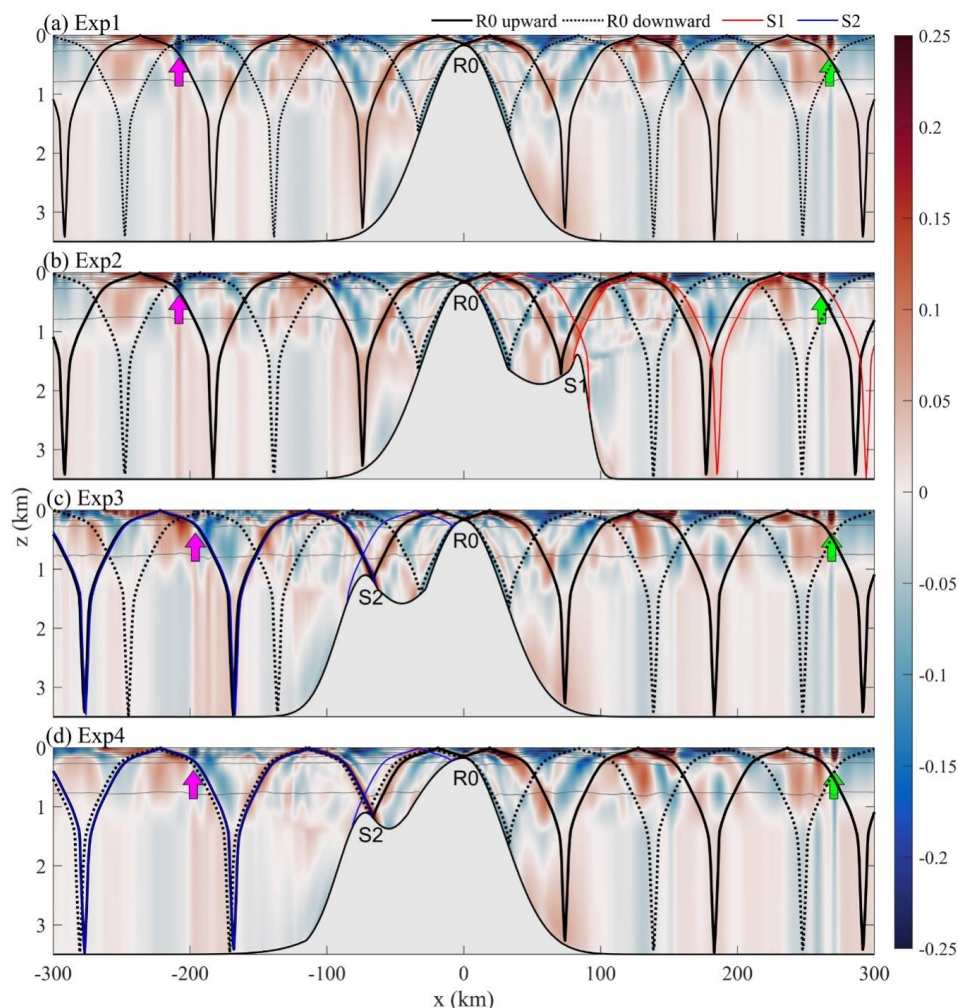 (a) Exp1
R0 upward R0 downward S1 S2
0
1
2
3
R0
0.25
0.2
0.15
0.1
0.05
0
-0.05
-0.1
-0.15
-0.2
-0.25
(b) Exp2
0
1
2
3
R0
S1
z (km)
(c) Exp3
0
1
2
3
R0
S2
(d) Exp4
0
1
2
3
R0
S2
-300 -200 -100 0 100 200 300
x (km)